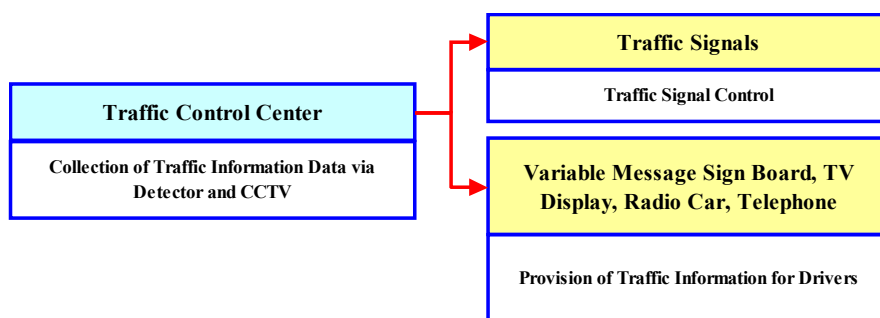 Traffic Control Center
Collection of Traffic Information Data via
Detector and CCTV
Traffic Signals
Traffic Signal Control
Variable Message Sign Board, TV
Display, Radio Car, Telephone
Provision of Traffic Information for Drivers